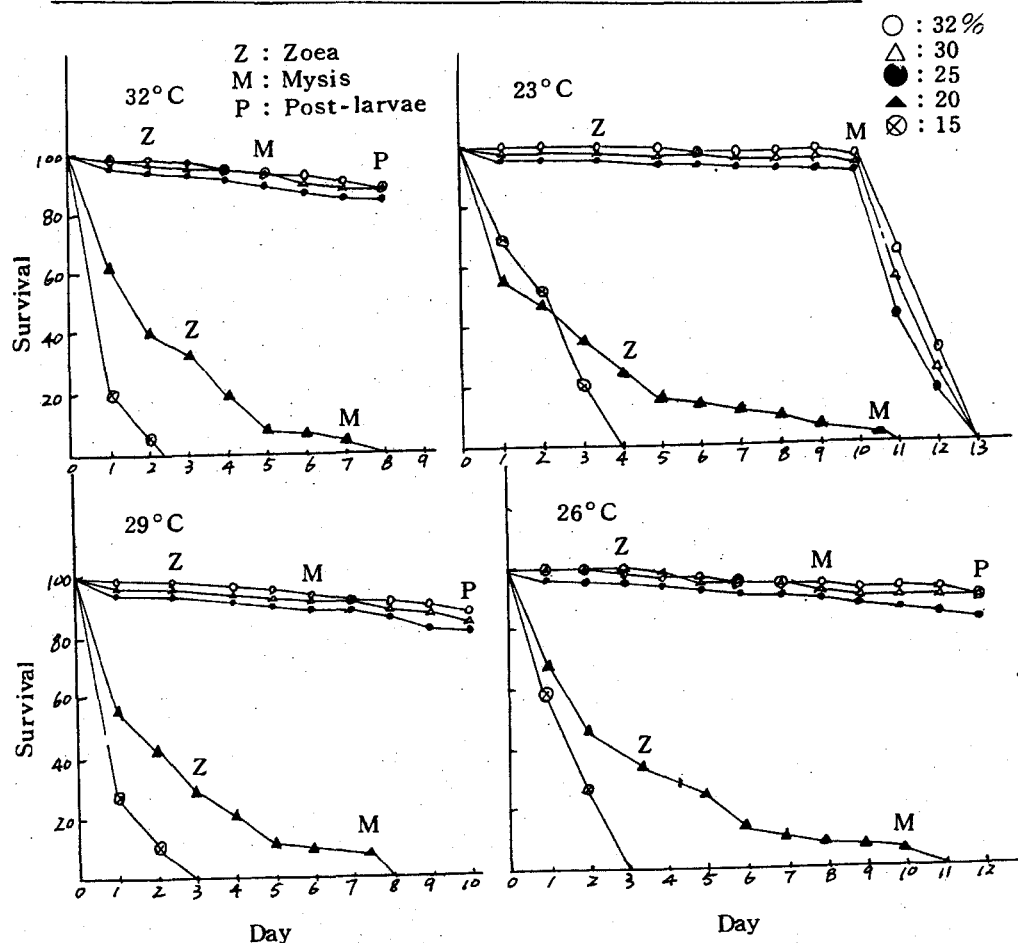 ○ : 32%
△ : 30
● : 25
▲ : 20
⊗ : 15
Z : Zoea
M : Mysis
P : Post-larvae
32°C
Z
M
P
100
80
60
40
20
Z
M
Survival
0 1 2 3 4 5 6 7 8 9
23°C
Z
M
Z
M
0 1 2 3 4 5 6 7 8 9 10 11 12 13
29°C
Z
M
P
100
80
60
40
20
Z
M
Survival
0 1 2 3 4 5 6 7 8 9 10
Day
26°C
Z
M
P
Z
M
0 1 2 3 4 5 6 7 8 9 10 11 12
Day